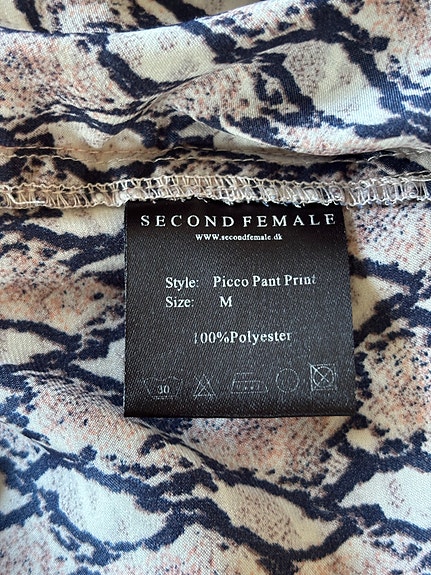 SECOND FEMALE
www.secondfemale.dk
Style: Picco Pant Print
Size: M
100%Polyester
30